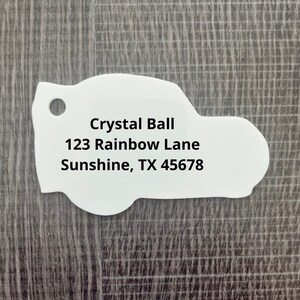 Crystal Ball
123 Rainbow Lane
Sunshine, TX 45678